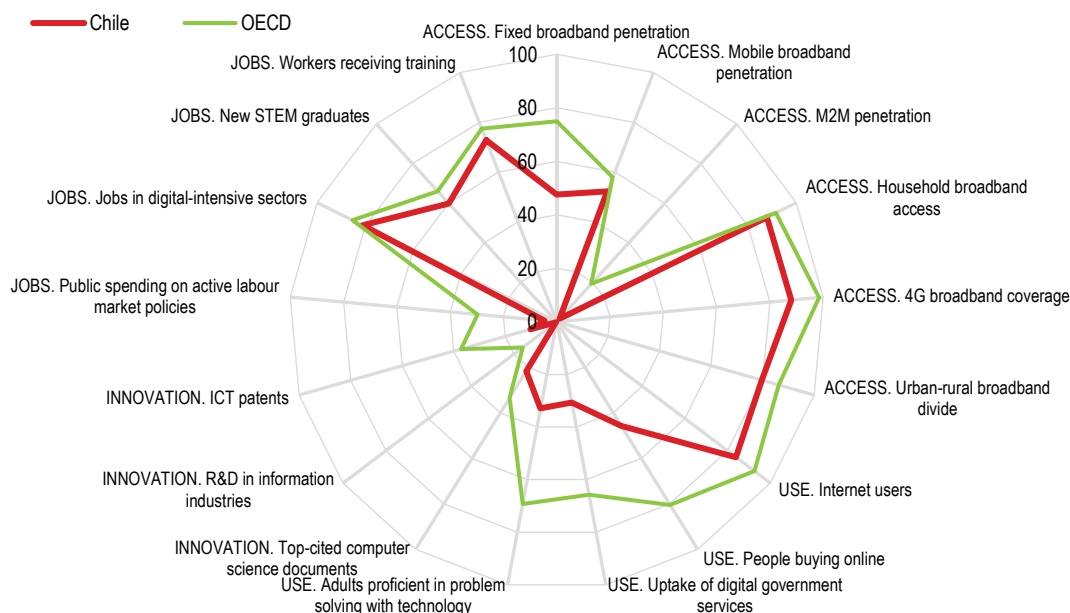 Chile
OECD
ACCESS. Fixed broadband penetration
ACCESS. Mobile broadband
penetration
ACCESS. M2M penetration
ACCESS. Household broadband
access
ACCESS. 4G broadband coverage
ACCESS. Urban-rural broadband
divide
USE. Internet users
USE. People buying online
USE. Uptake of digital government
services
USE. Adults proficient in problem
solving with technology
INNOVATION. Top-cited computer
science documents
INNOVATION. R&D in information
industries
INNOVATION. ICT patents
JOBS. Public spending on active labour
market policies
JOBS. Jobs in digital-intensive sectors
JOBS. New STEM graduates
JOBS. Workers receiving training
100
80
60
40
20
0